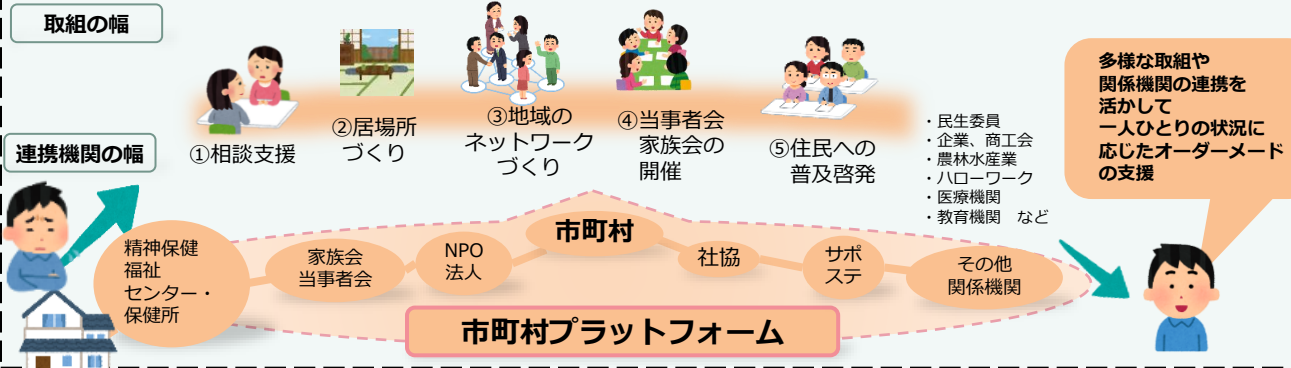 取組の幅
①相談支援
②居場所
づくり
③地域の
ネットワーク
づくり
④当事者会
家族会の
開催
⑤住民への
普及啓発
・民生委員
・企業、商工会
・農林水産業
・ハローワーク
・医療機関
・教育機関　など
多様な取組や
関係機関の連携を
活かして
一人ひとりの状況に
応じたオーダーメード
の支援
連携機関の幅
精神保健
福祉
センター・
保健所
家族会
当事者会
NPO
法人
市町村
社協
サポ
ステ
その他
関係機関
市町村プラットフォーム